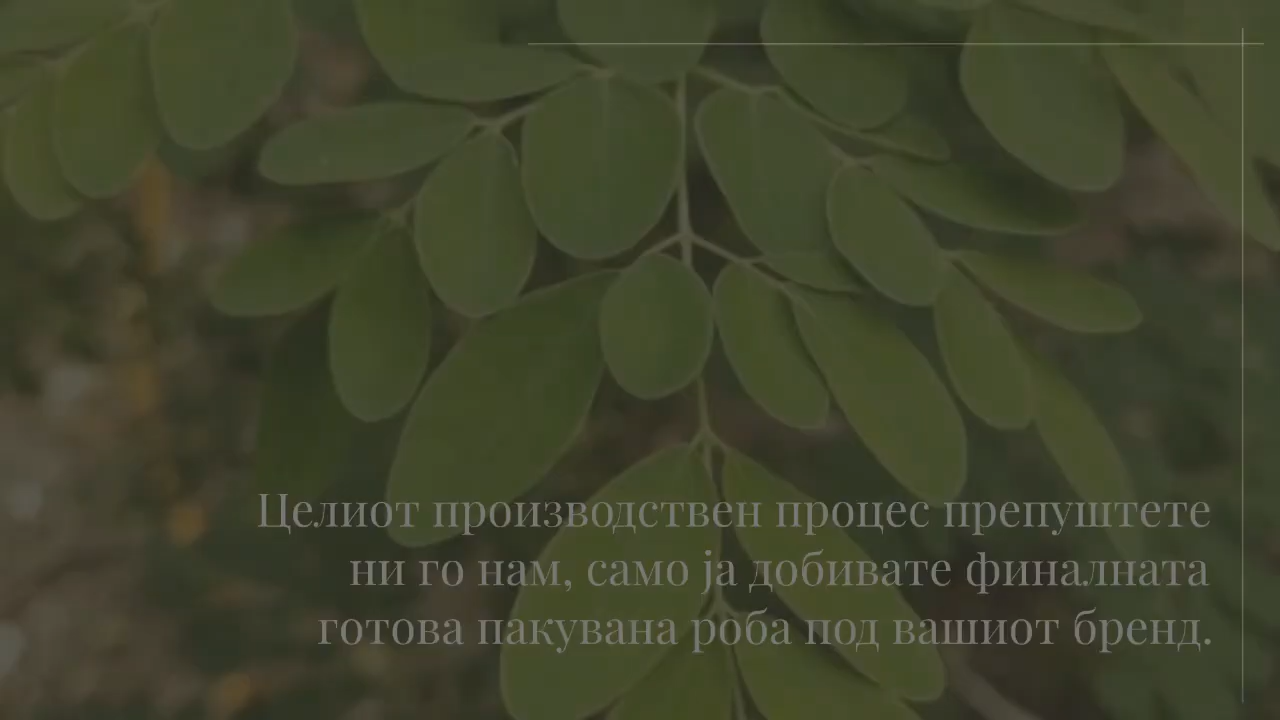 Целиот производствен процес препуштете
ни го нам, само ја добивате финалната
готова пакувана роба под вашиот бренд.